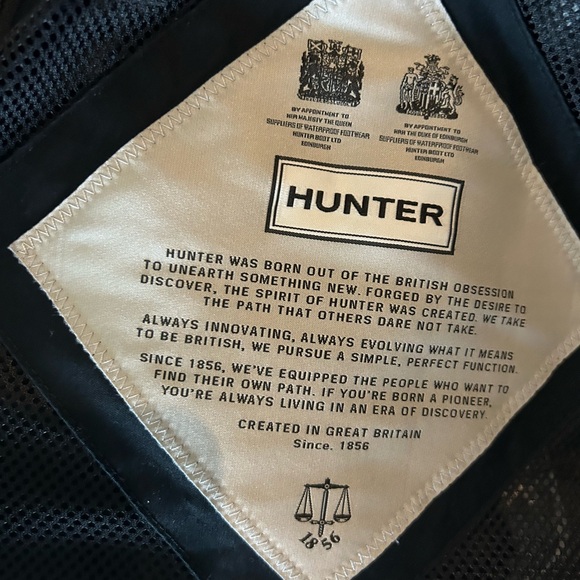 BY APPOINTMENT TO
HER MAJESTY THE QUEEN
SUPPLIERS OF WATERPROOF FOOTWEAR
HUNTER BOOT LTD
EDINBURGH
BY APPOINTMENT TO
HRH THE DUKE OF EDINBURGH
SUPPLIERS OF WATERPROOF FOOTWEAR
HUNTER BOOT LTD
EDINBURGH
HUNTER
HUNTER WAS BORN OUT OF THE BRITISH OBSESSION
TO UNEARTH SOMETHING NEW. FORGED BY THE DESIRE TO
DISCOVER, THE SPIRIT OF HUNTER WAS CREATED. WE TAKE
THE PATH THAT OTHERS DARE NOT TAKE.
ALWAYS INNOVATING, ALWAYS EVOLVING WHAT IT MEANS
TO BE BRITISH, WE PURSUE A SIMPLE, PERFECT FUNCTION.
SINCE 1856, WE'VE EQUIPPED THE PEOPLE WHO WANT TO
FIND THEIR OWN PATH. IF YOU'RE BORN A PIONEER,
YOU'RE ALWAYS LIVING IN AN ERA OF DISCOVERY.
CREATED IN GREAT BRITAIN
Since. 1856
1856